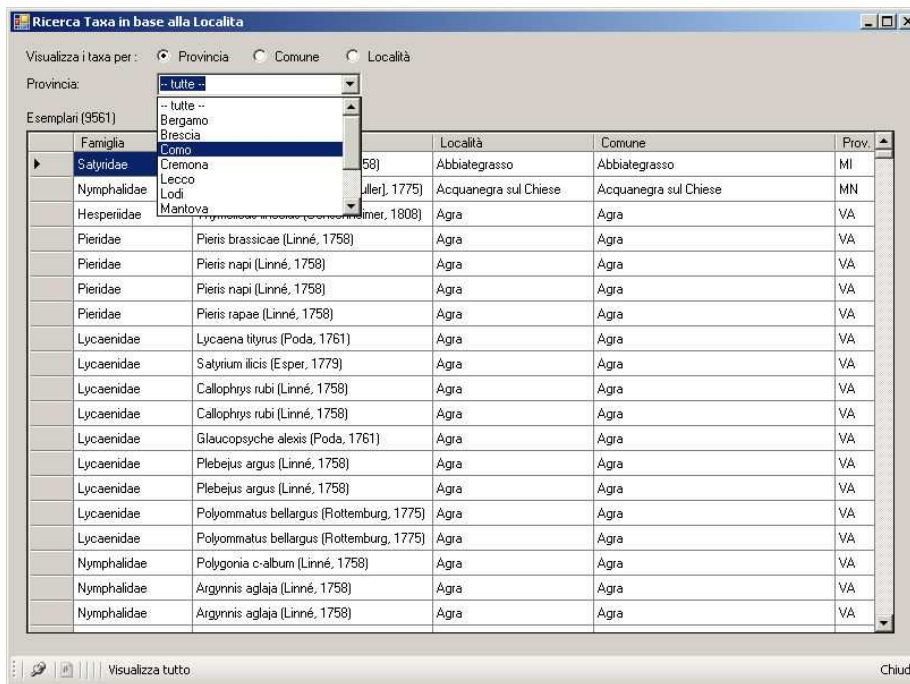 Ricerca Taxa in base alla Localita
Visualizza i taxa per : Provincia Comune Località
Provincia: -- tutte --
-- tutte --
Bergamo
Brescia
Como
Cremona
Lecco
Lodi
Mantova
Esemplari (9561)
Famiglia Località Comune Prov.
Satyridae 58) Abbiategrasso Abbiategrasso MI
Nymphalidae uller], 1775) Acquanegra sul Chiese Acquanegra sul Chiese MN
Hesperiidae 1808) Agra Agra VA
Pieridae Pieris brassicae (Linné, 1758) Agra Agra VA
Pieridae Pieris napi (Linné, 1758) Agra Agra VA
Pieridae Pieris napi (Linné, 1758) Agra Agra VA
Pieridae Pieris rapae (Linné, 1758) Agra Agra VA
Lycaenidae Lycaena tityrus (Poda, 1761) Agra Agra VA
Lycaenidae Satyrium ilicis (Esper, 1779) Agra Agra VA
Lycaenidae Callophrys rubi (Linné, 1758) Agra Agra VA
Lycaenidae Callophrys rubi (Linné, 1758) Agra Agra VA
Lycaenidae Glaucopsyche alexis (Poda, 1761) Agra Agra VA
Lycaenidae Plebejus argus (Linné, 1758) Agra Agra VA
Lycaenidae Plebejus argus (Linné, 1758) Agra Agra VA
Lycaenidae Polyommatus bellargus (Rottemburg, 1775) Agra Agra VA
Lycaenidae Polyommatus bellargus (Rottemburg, 1775) Agra Agra VA
Nymphalidae Polygonia c-album (Linné, 1758) Agra Agra VA
Nymphalidae Argynnis aglaja (Linné, 1758) Agra Agra VA
Nymphalidae Argynnis aglaja (Linné, 1758) Agra Agra VA
Visualizza tutto Chiud